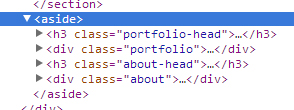 </section>
▼<aside>
▶<h3 class="portfolio-head">…</h3>
▶<div class="portfolio">…</div>
▶<h3 class="about-head">…</h3>
▶<div class="about">…</div>
</aside>
</div>